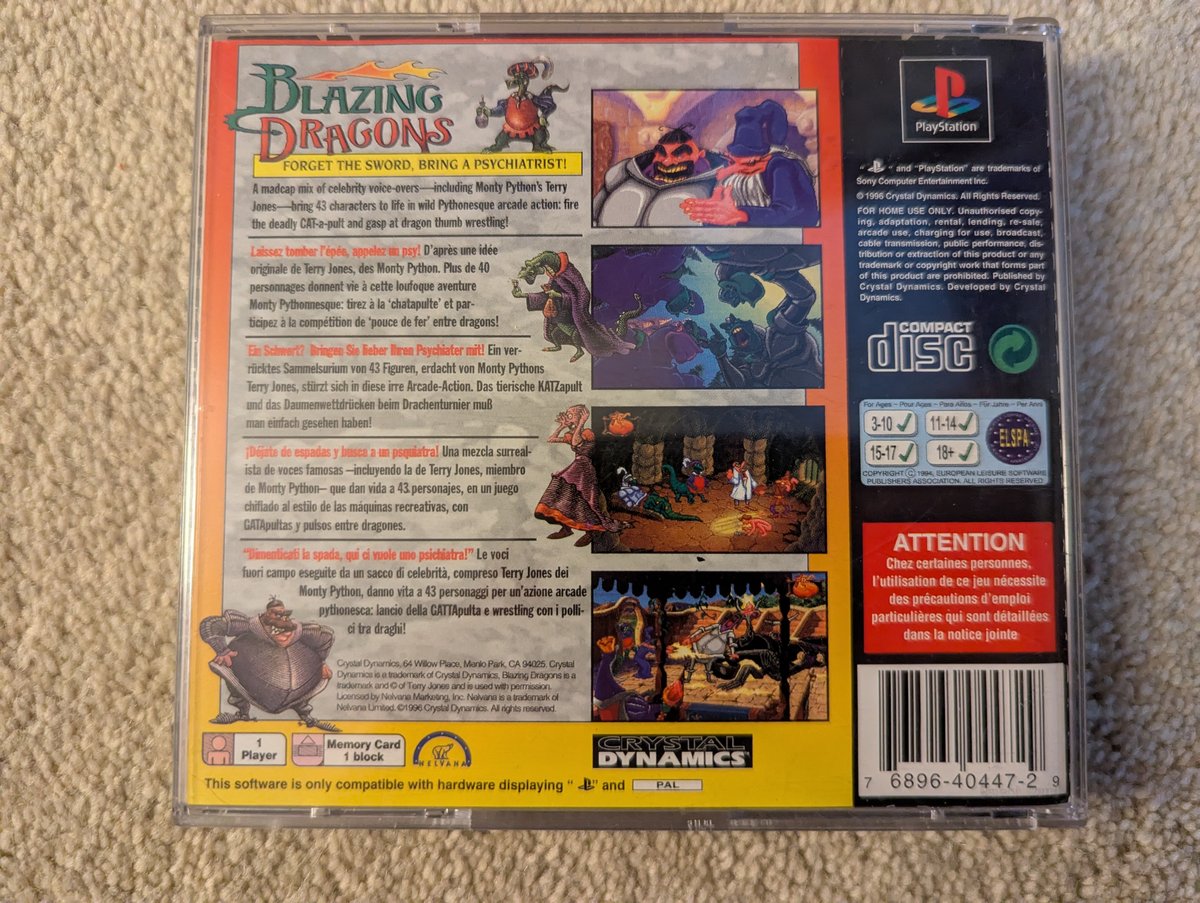 BLAZING
DRAGONS
FORGET THE SWORD, BRING A PSYCHIATRIST!
A madcap mix of celebrity voice-overs—including Monty Python's Terry
Jones—bring 43 characters to life in wild Pythonesque arcade action: fire
the deadly CAT-a-pult and gasp at dragon thumb wrestling!
Laissez tomber l'épée, appelez un psy! D'après une idée
originale de Terry Jones, des Monty Python. Plus de 40
personnages donnent vie à cette loufoque aventure
Monty Pythonnesque: tirez à la 'chatapulte' et par-
ticipez à la compétition de 'pouce de fer' entre dragons!
Ein Schwert? Bringen Sie lieber Ihren Psychiater mit! Ein ver-
rücktes Sammelsurium von 43 Figuren, erdacht von Monty Pythons
Terry Jones, stürzt sich in diese irre Arcade-Action. Das tierische KATZapult
und das Daumenwettdrücken beim Drachenturnier muß
man einfach gesehen haben!
¡Déjate de espadas y busca a un psquiatra! Una mezcla surreal-
ista de voces famosas —incluyendo la de Terry Jones, miembro
de Monty Python— que dan vida a 43 personajes, en un juego
chiflado al estilo de las máquinas recreativas, con
GATApultas y pulsos entre dragones.
"Dimenticati la spada, qui ci vuole uno psichiatra!" Le voci
fuori campo eseguite da un sacco di celebrità, compreso Terry Jones dei
Monty Python, danno vita a 43 personaggi per un'azione arcade
pythonesca: lancio della GATTApulta e wrestling con i polli-
ci tra draghi!
Crystal Dynamics, 64 Willow Place, Menlo Park, CA 94025. Crystal
Dynamics is a trademark of Crystal Dynamics, Blazing Dragons is a
trademark and © of Terry Jones and is used with permission.
Licensed by Nelvana Marketing, Inc. Nelvana is a trademark of
Nelvana Limited. ©1996 Crystal Dynamics. All rights reserved.
1
Player
Memory Card
1 block
NELVANA
CRYSTAL
DYNAMICS
This software is only compatible with hardware displaying " " and PAL
PlayStation
" " and "PlayStation" are trademarks of
Sony Computer Entertainment Inc.
©1996 Crystal Dynamics. All Rights Reserved.
FOR HOME USE ONLY. Unauthorised copy-
ing, adaptation, rental, lending, re-sale,
arcade use, charging for use, broadcast,
cable transmission, public performance, dis-
tribution or extraction of this product or any
trademark or copyright work that forms part
of this product are prohibited. Published by
Crystal Dynamics. Developed by Crystal
Dynamics.
COMPACT
disc
For Ages – Pour Ages – Para Años – Für Jahre – Per Anni
3-10 11-14
15-17 18+
ELSPA
COPYRIGHT © 1994, EUROPEAN LEISURE SOFTWARE
PUBLISHERS ASSOCIATION. ALL RIGHTS RESERVED
ATTENTION
Chez certaines personnes,
l'utilisation de ce jeu nécessite
des précautions d'emploi
particulières qui sont détaillées
dans la notice jointe
7 6896-40447-2 9